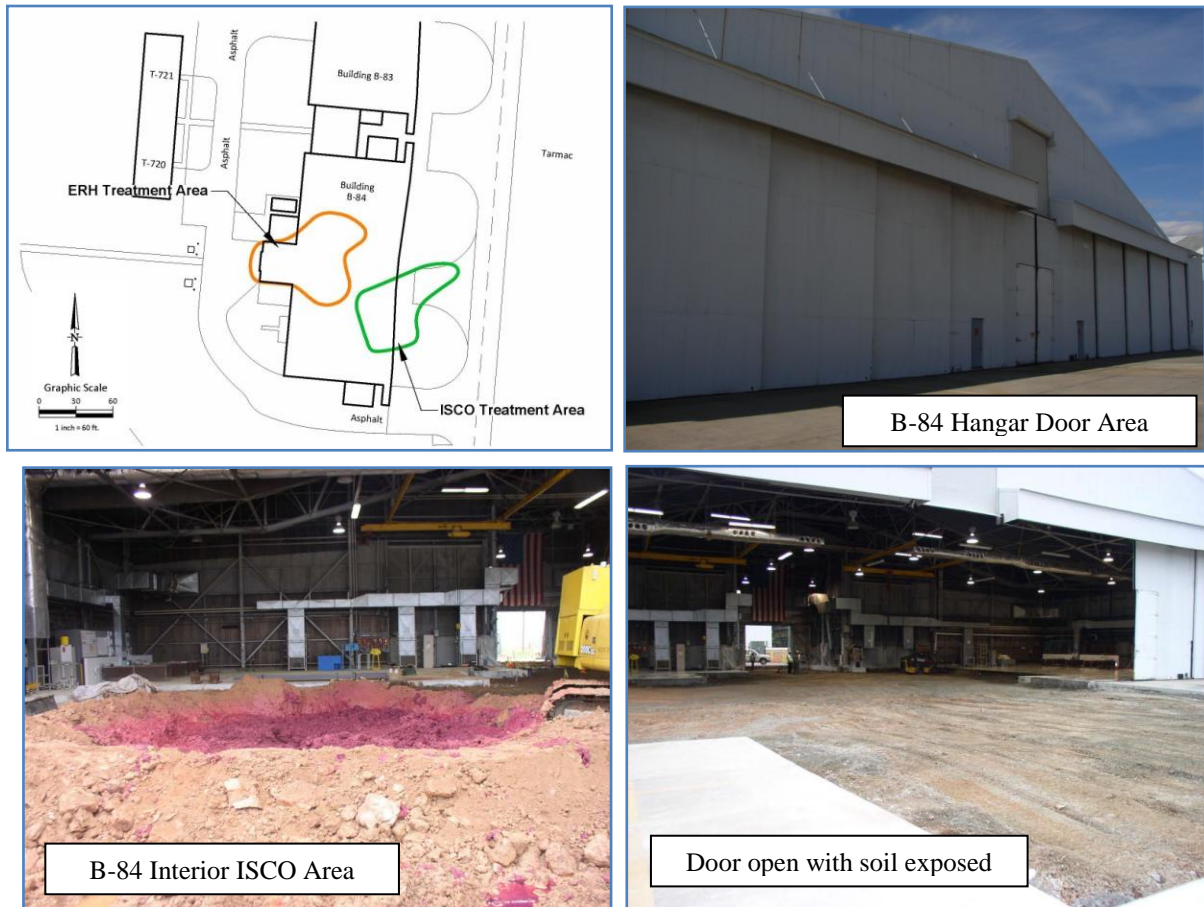 Asphalt
Building B-83
T-721
T-720
Asphalt
Tarmac
ERH Treatment Area
Building
B-84
N
Graphic Scale
0 30 60
1 inch = 60 ft.
ISCO Treatment Area
Asphalt
B-84 Hangar Door Area
B-84 Interior ISCO Area
Door open with soil exposed